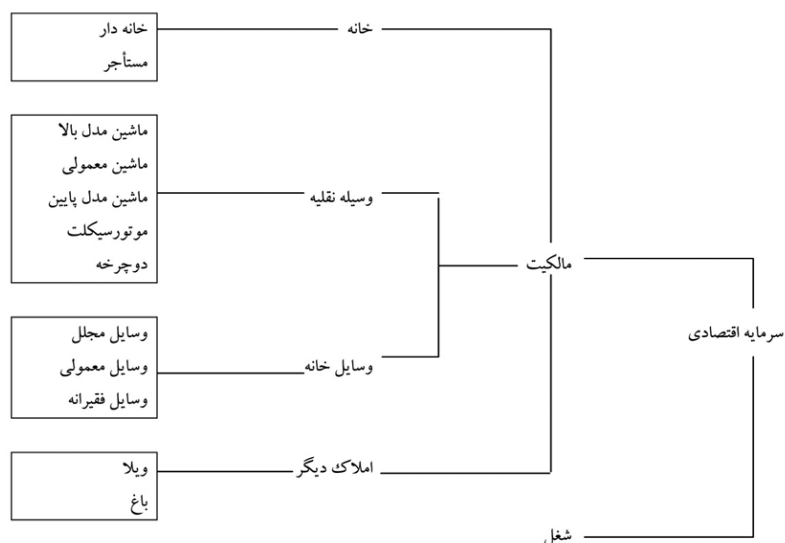 سرمایه اقتصادی
مالکیت
خانه
خانه دار
مستأجر
وسیله نقلیه
ماشین مدل بالا
ماشین معمولی
ماشین مدل پایین
موتورسیکلت
دوچرخه
وسایل خانه
وسایل مجلل
وسایل معمولی
وسایل فقیرانه
املاک دیگر
ویلا
باغ
شغل